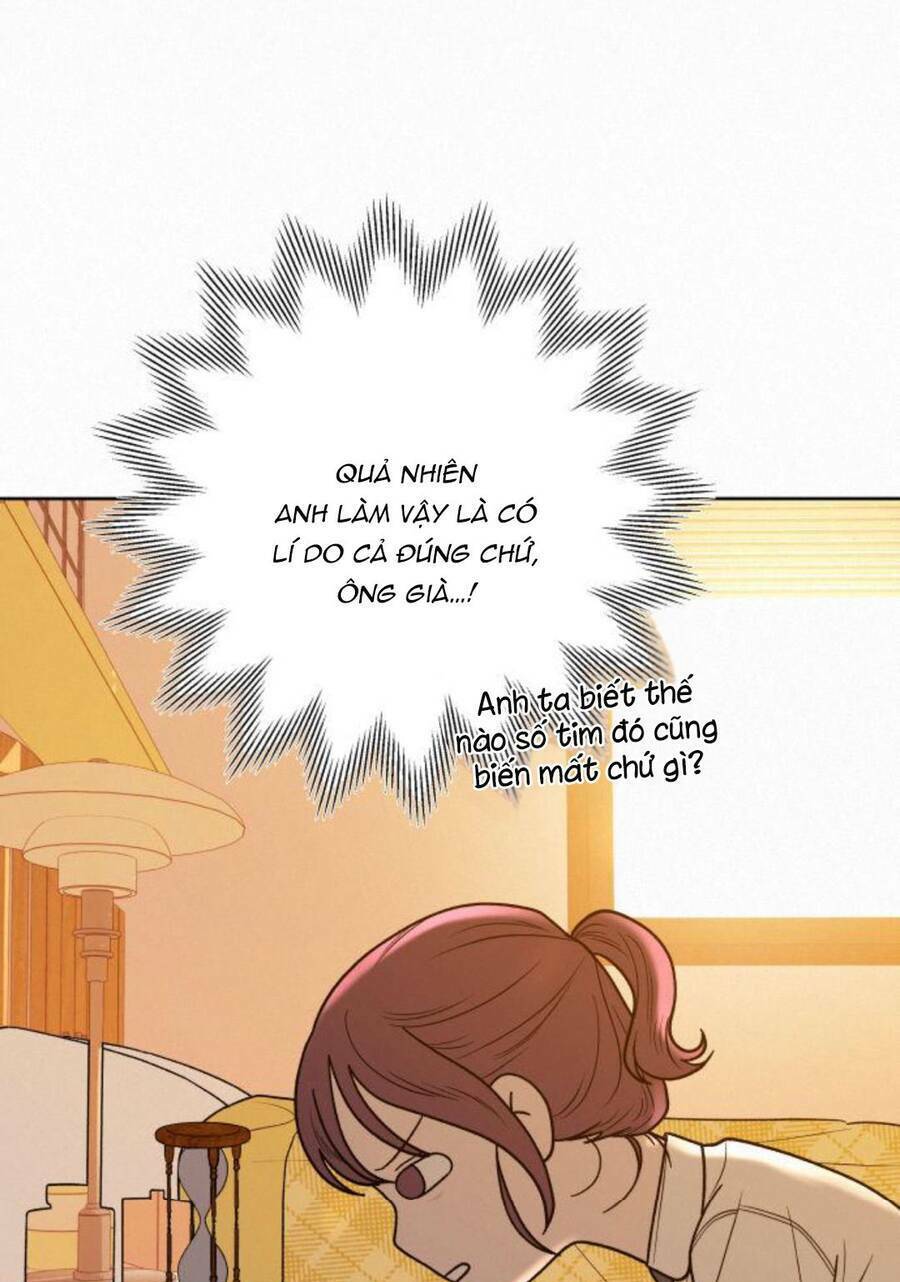 QUẢ NHIÊN
ANH LÀM VẬY LÀ CÓ
LÍ DO CẢ ĐÚNG CHỨ,
ÔNG GIÀ...!
Anh ta biết thế
nào số tim đó cũng
biến mất chứ gì?